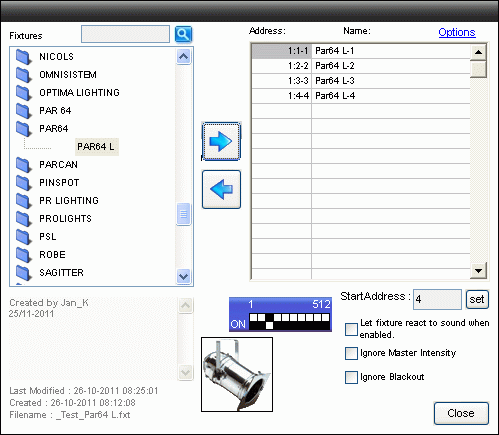 Fixtures
NICOLS
OMNISISTEM
OPTIMA LIGHTING
PAR 64
PAR64
PAR64 L
PARCAN
PINSPOT
PR LIGHTING
PROLIGHTS
PSL
ROBE
SAGITTER
Created by Jan_K
25/11-2011
Last Modified : 26-10-2011 08:25:01
Created : 26-10-2011 08:12:08
Filename : _Test_Par64 L.fxt
Address: Name: Options
1:1-1 Par64 L-1
1:2-2 Par64 L-2
1:3-3 Par64 L-3
1:4-4 Par64 L-4
1 512
ON
StartAddress : 4 set
Let fixture react to sound when
enabled.
Ignore Master Intensity
Ignore Blackout
Close